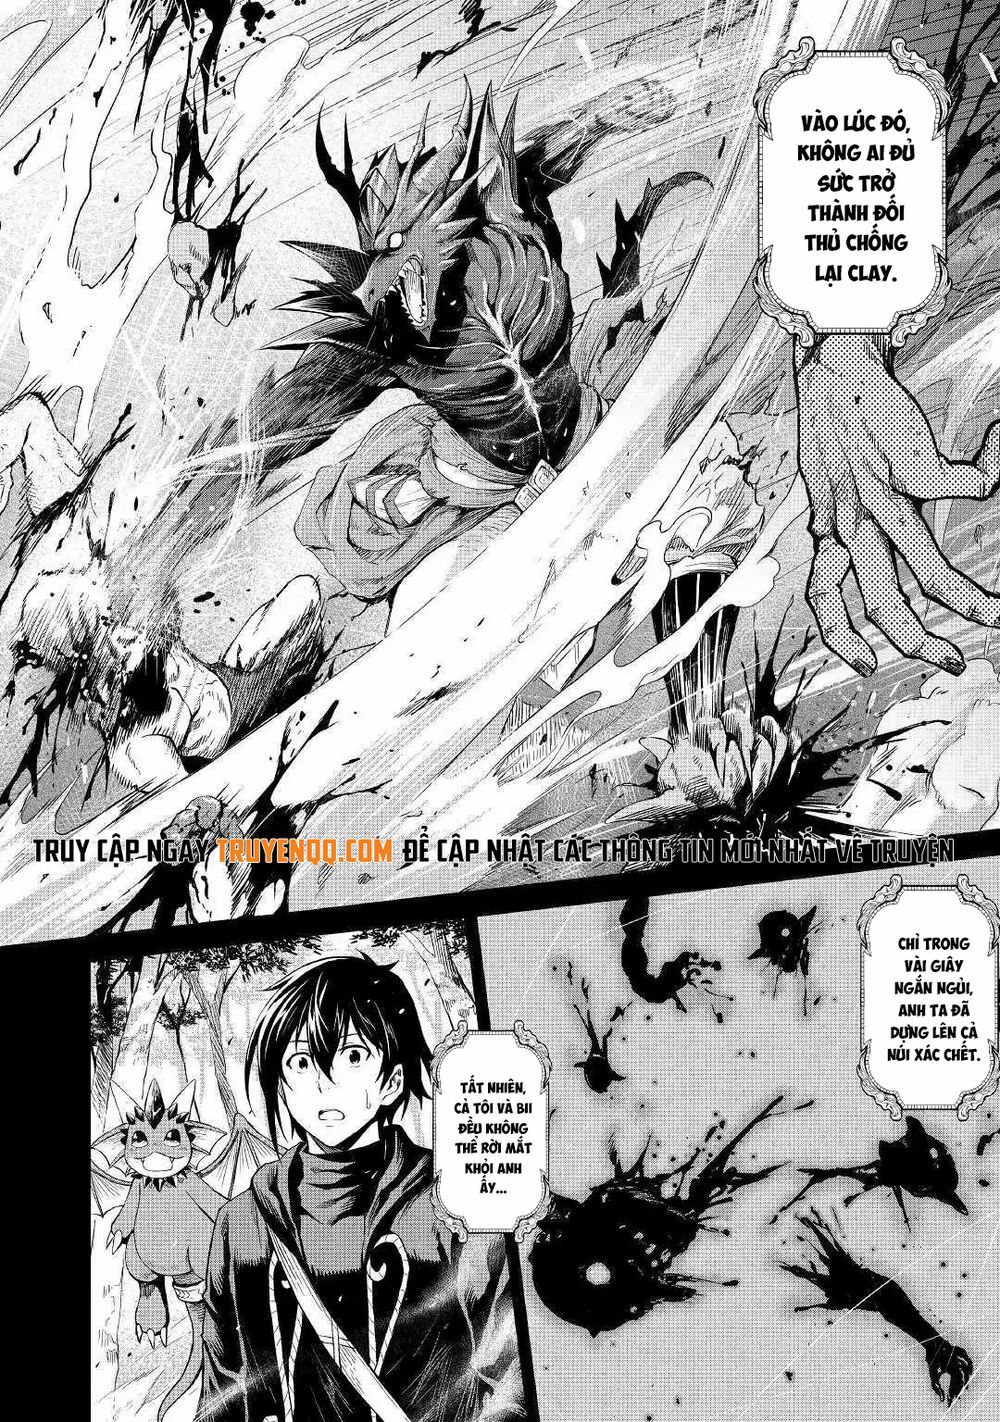 VÀO LÚC ĐÓ,
KHÔNG AI ĐỦ
SỨC TRỞ
THÀNH ĐỐI
THỦ CHỐNG
LẠI CLAY.
TRUY CẬP NGAY TRUYENQQ.COM ĐỂ CẬP NHẬT CÁC THÔNG TIN MỚI NHẤT VỀ TRUYỆN
CHỈ TRONG
VÀI GIÂY
NGẮN NGỦI,
ANH TA ĐÃ
DỰNG LÊN CẢ
NÚI XÁC CHẾT.
TẤT NHIÊN,
CẢ TÔI VÀ BII
ĐỀU KHÔNG
THỂ RỜI MẮT
KHỎI ANH
ẤY...